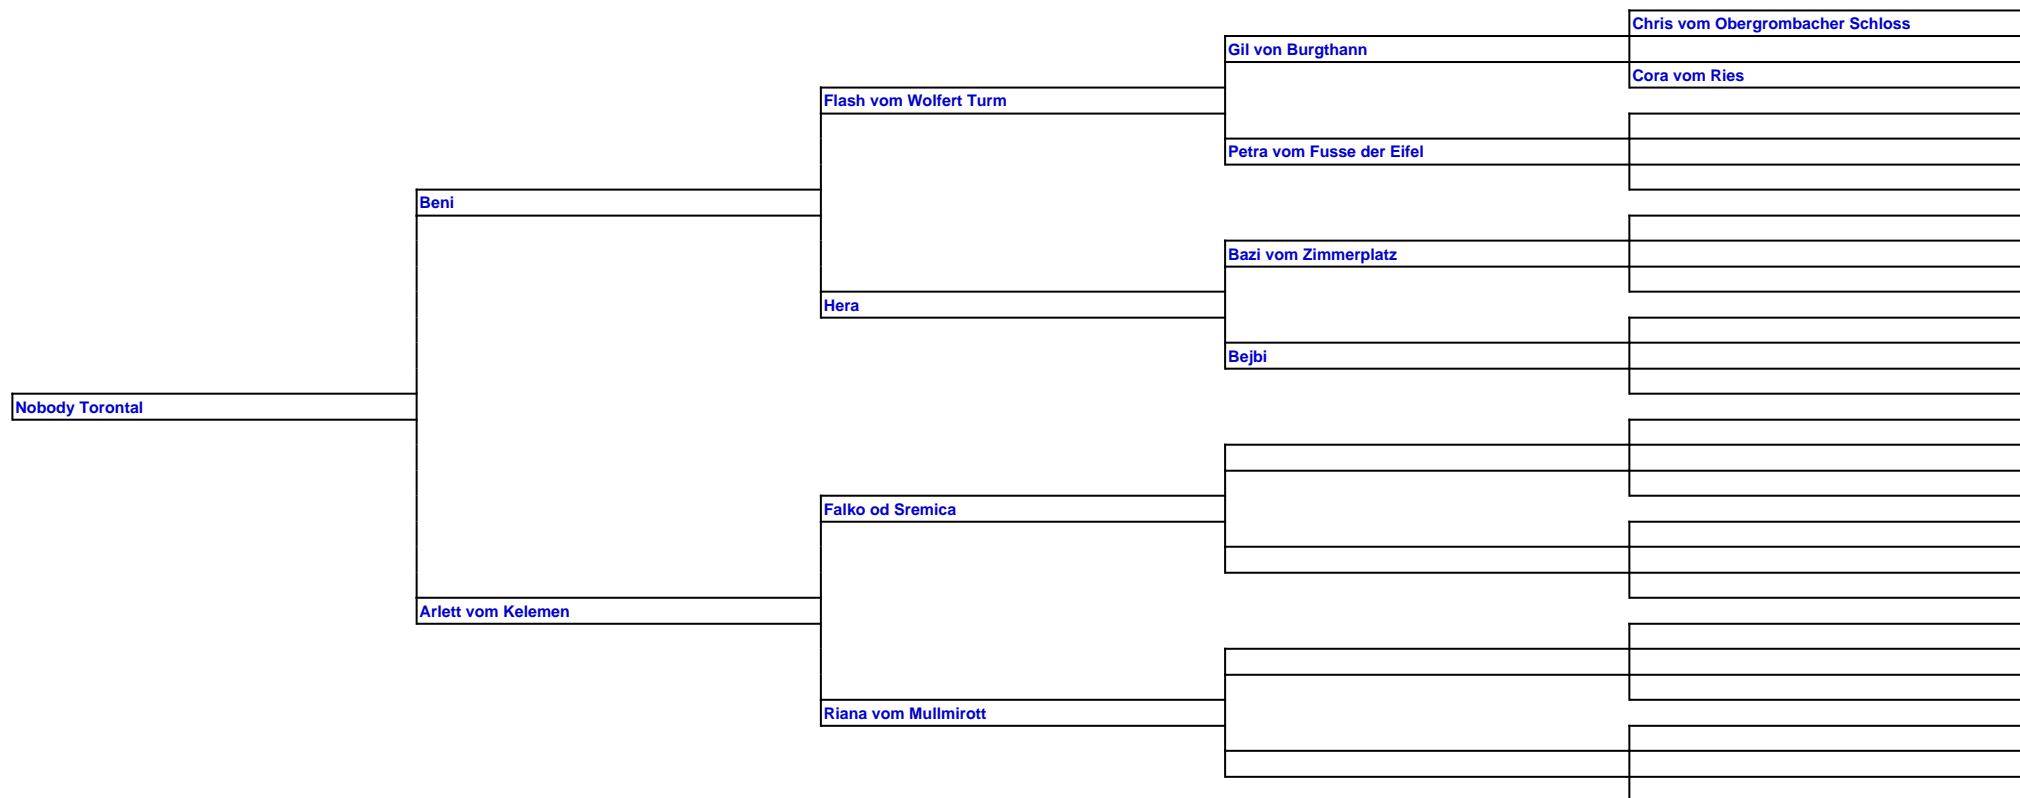 Chris vom Obergrombacher Schloss
Gil von Burgthann
Cora vom Ries
Flash vom Wolfert Turm
Petra vom Fusse der Eifel
Beni
Bazi vom Zimmerplatz
Hera
Bejbi
Nobody Torontal
Falko od Sremica
Arlett vom Kelemen
Riana vom Mullmirott